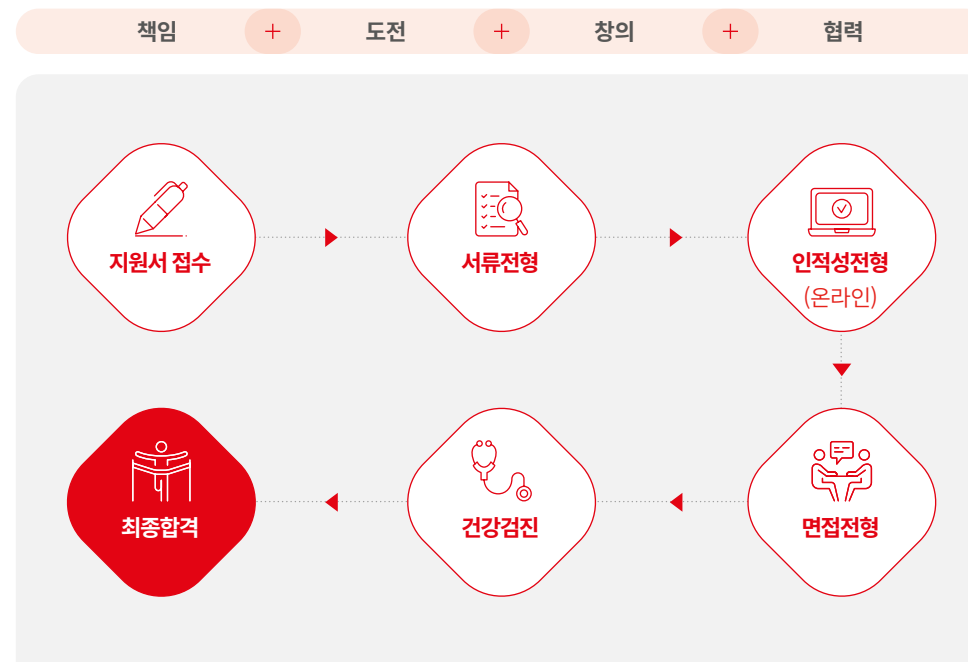 책임 + 도전 + 창의 + 협력
지원서 접수
서류전형
인적성전형
(온라인)
면접전형
건강검진
최종합격